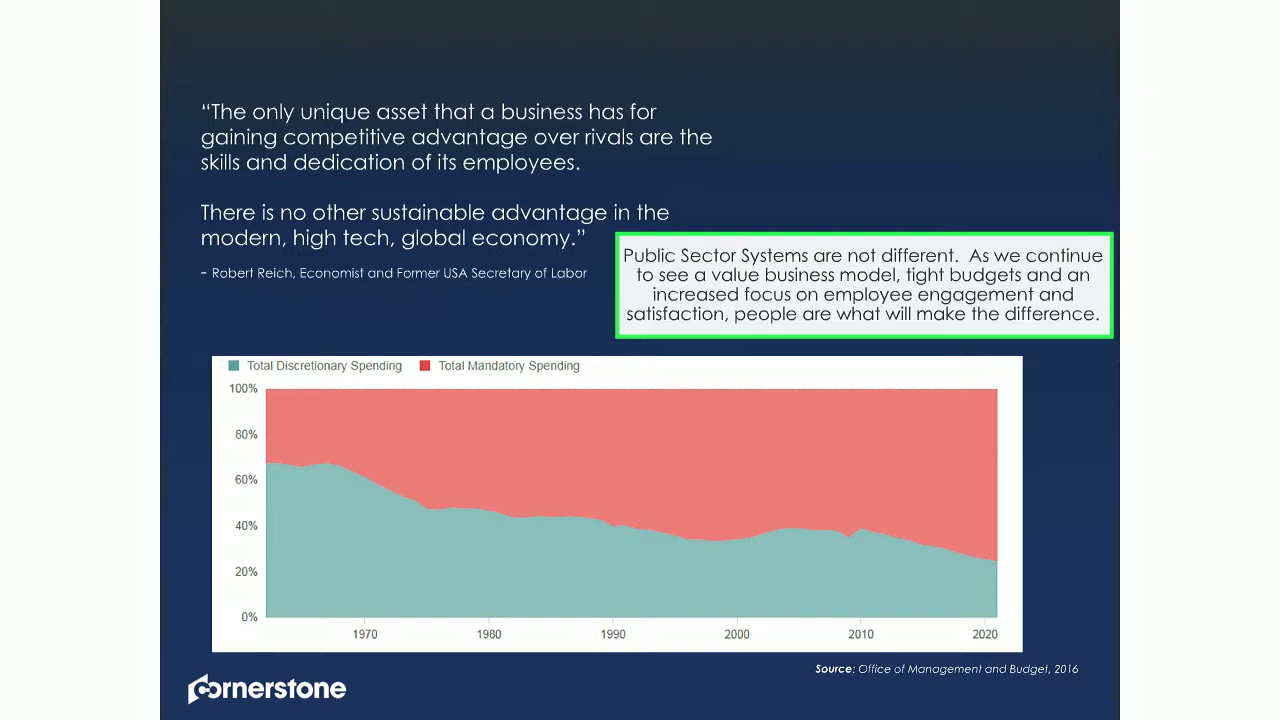 “The only unique asset that a business has for
gaining competitive advantage over rivals are the
skills and dedication of its employees.
There is no other sustainable advantage in the
modern, high tech, global economy.”
- Robert Reich, Economist and Former USA Secretary of Labor
Public Sector Systems are not different.  As we continue
to see a value business model, tight budgets and an
increased focus on employee engagement and
satisfaction, people are what will make the difference.
Total Discretionary Spending Total Mandatory Spending
100%
80%
60%
40%
20%
0%
1970 1980 1990 2000 2010 2020
Source: Office of Management and Budget, 2016
cornerstone